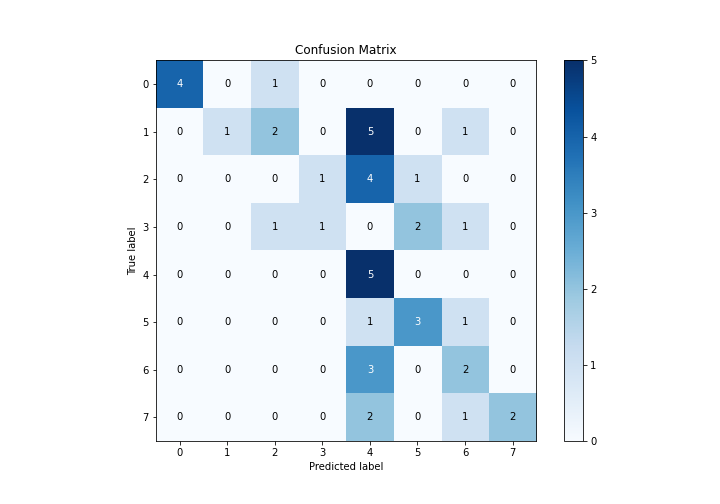 Confusion Matrix
0 4 0 1 0 0 0 0 0 5
1 0 1 2 0 5 0 1 0 4
2 0 0 0 1 4 1 0 0
3 0 0 1 1 0 2 1 0 3
True label
4 0 0 0 0 5 0 0 0 2
5 0 0 0 0 1 3 1 0
6 0 0 0 0 3 0 2 0 1
7 0 0 0 0 2 0 1 2 0
0 1 2 3 4 5 6 7
Predicted label